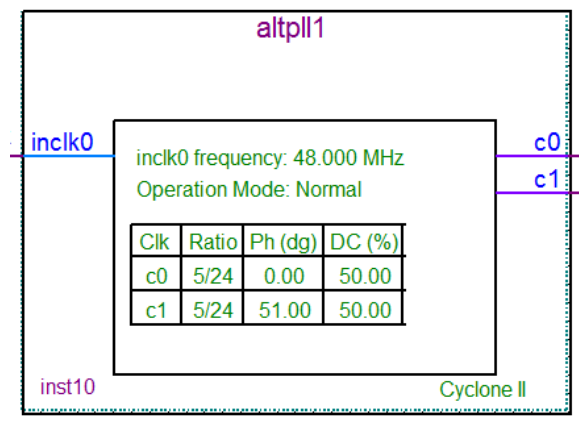 altpll1
inclk0
c0
c1
inclk0 frequency: 48.000 MHz
Operation Mode: Normal
Clk Ratio Ph (dg) DC (%)
c0 5/24 0.00 50.00
c1 5/24 51.00 50.00
inst10
Cyclone II